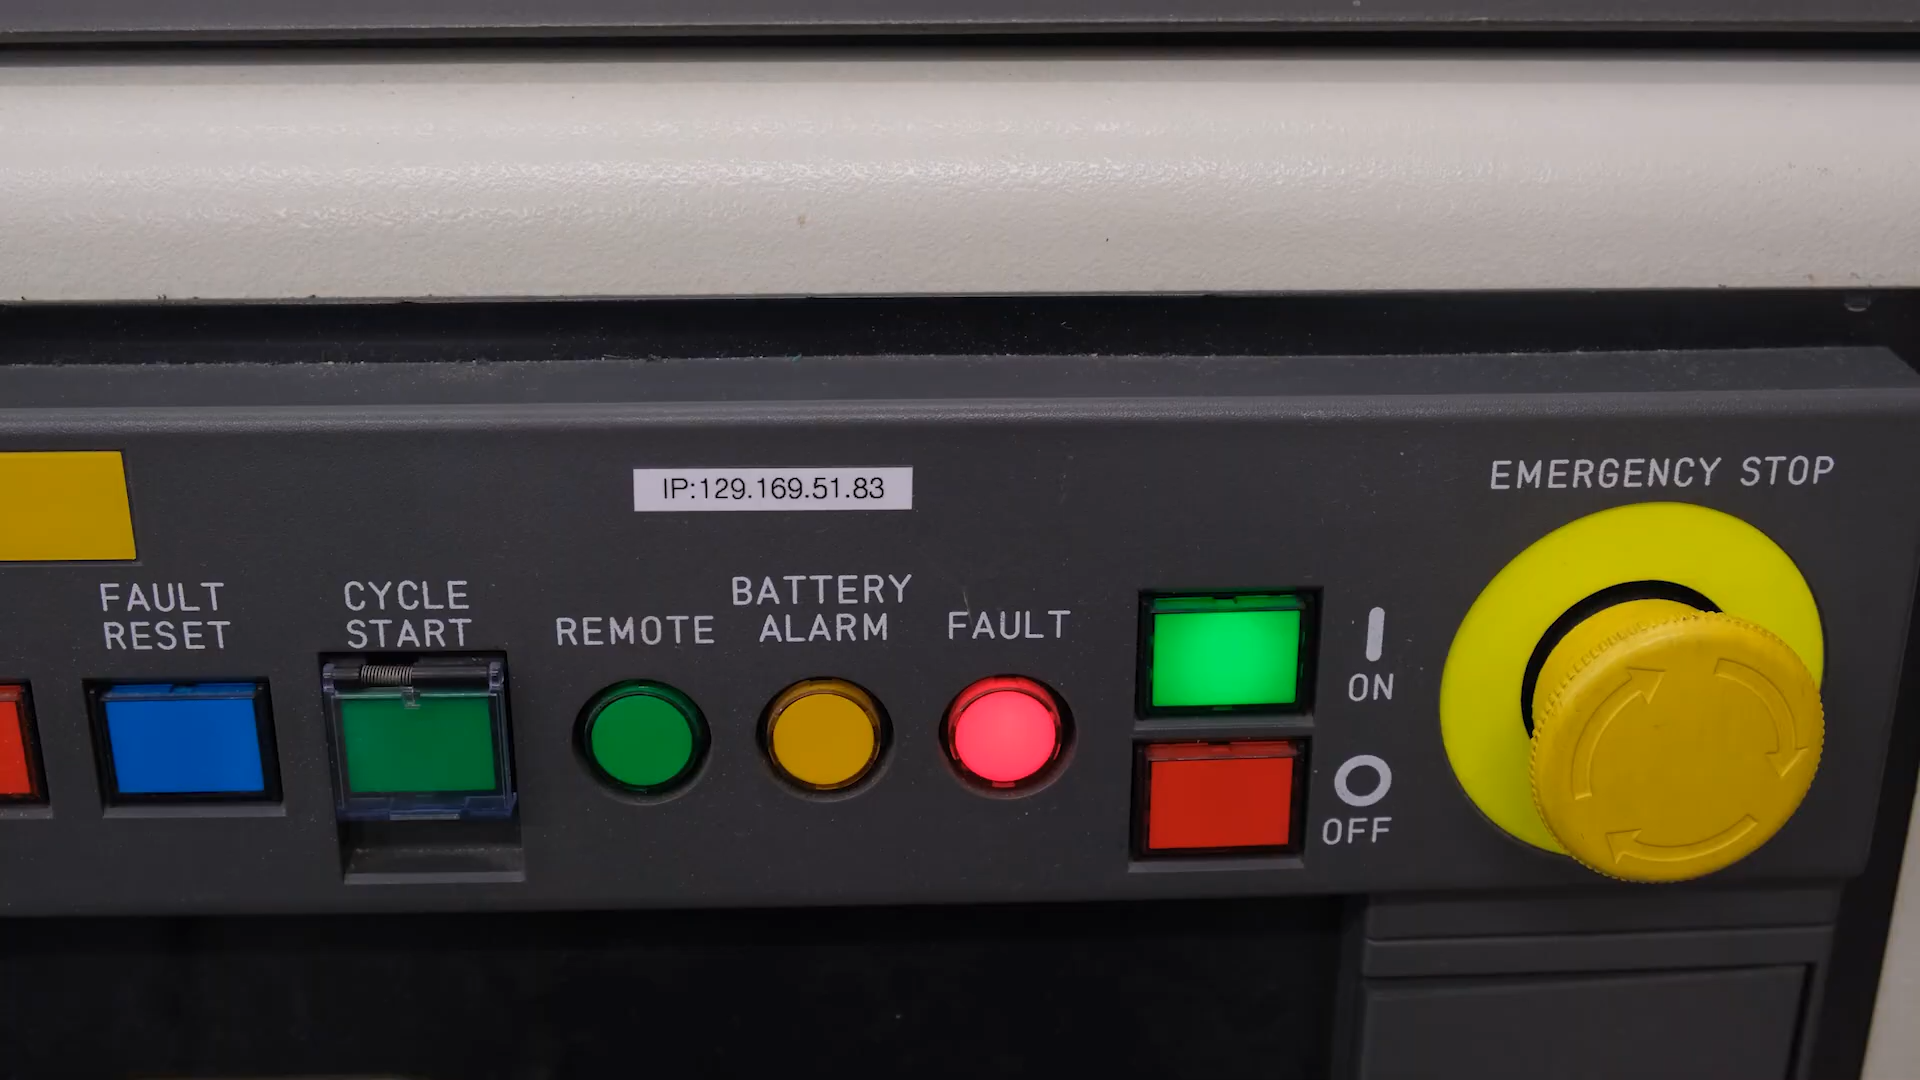 IP:129.169.51.83
EMERGENCY STOP
FAULT
RESET
CYCLE
START
REMOTE
BATTERY
ALARM
FAULT
ON
OFF